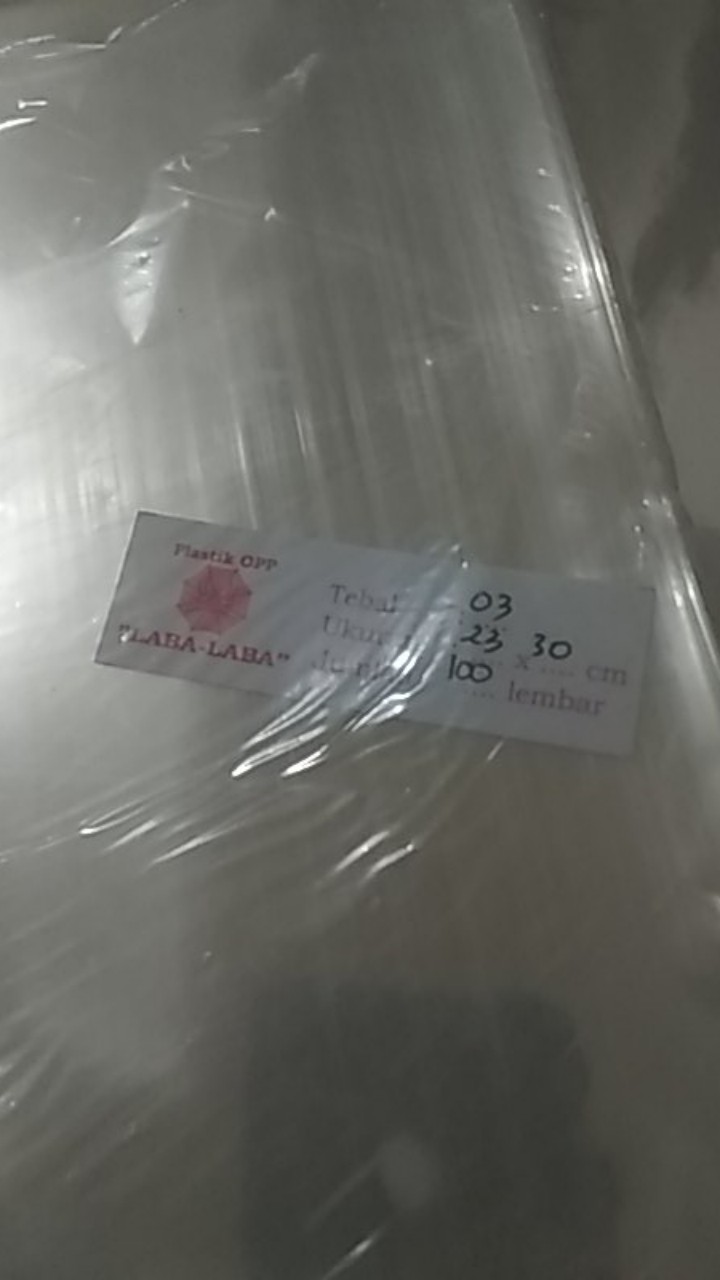 Plastik OPP
"LABA-LABA"
Tebal 03
23 x 30 cm
100 lembar